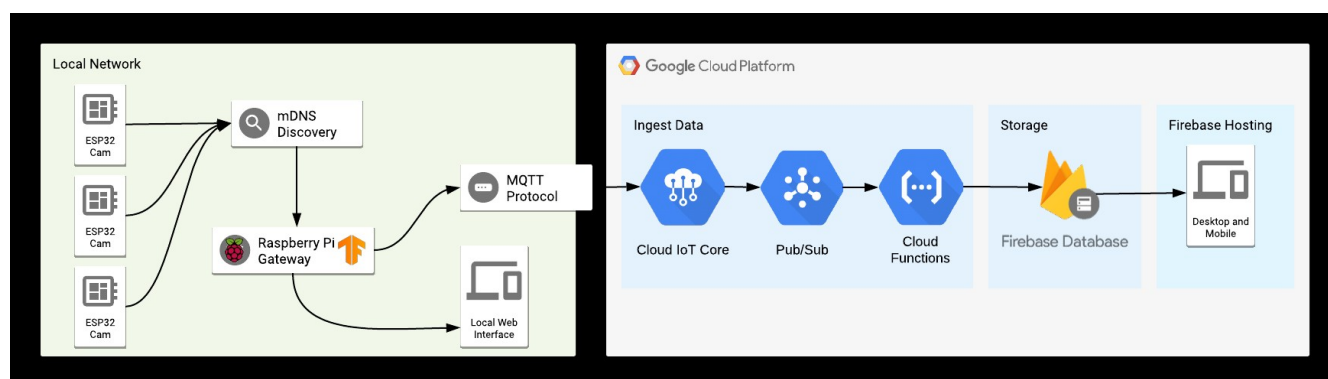 Local Network
ESP32
Cam
ESP32
Cam
ESP32
Cam
mDNS
Discovery
Raspberry Pi
Gateway
MQTT
Protocol
Local Web
Interface
Google Cloud Platform
Ingest Data
Cloud IoT Core
Pub/Sub
Cloud
Functions
Storage
Firebase Database
Firebase Hosting
Desktop and
Mobile